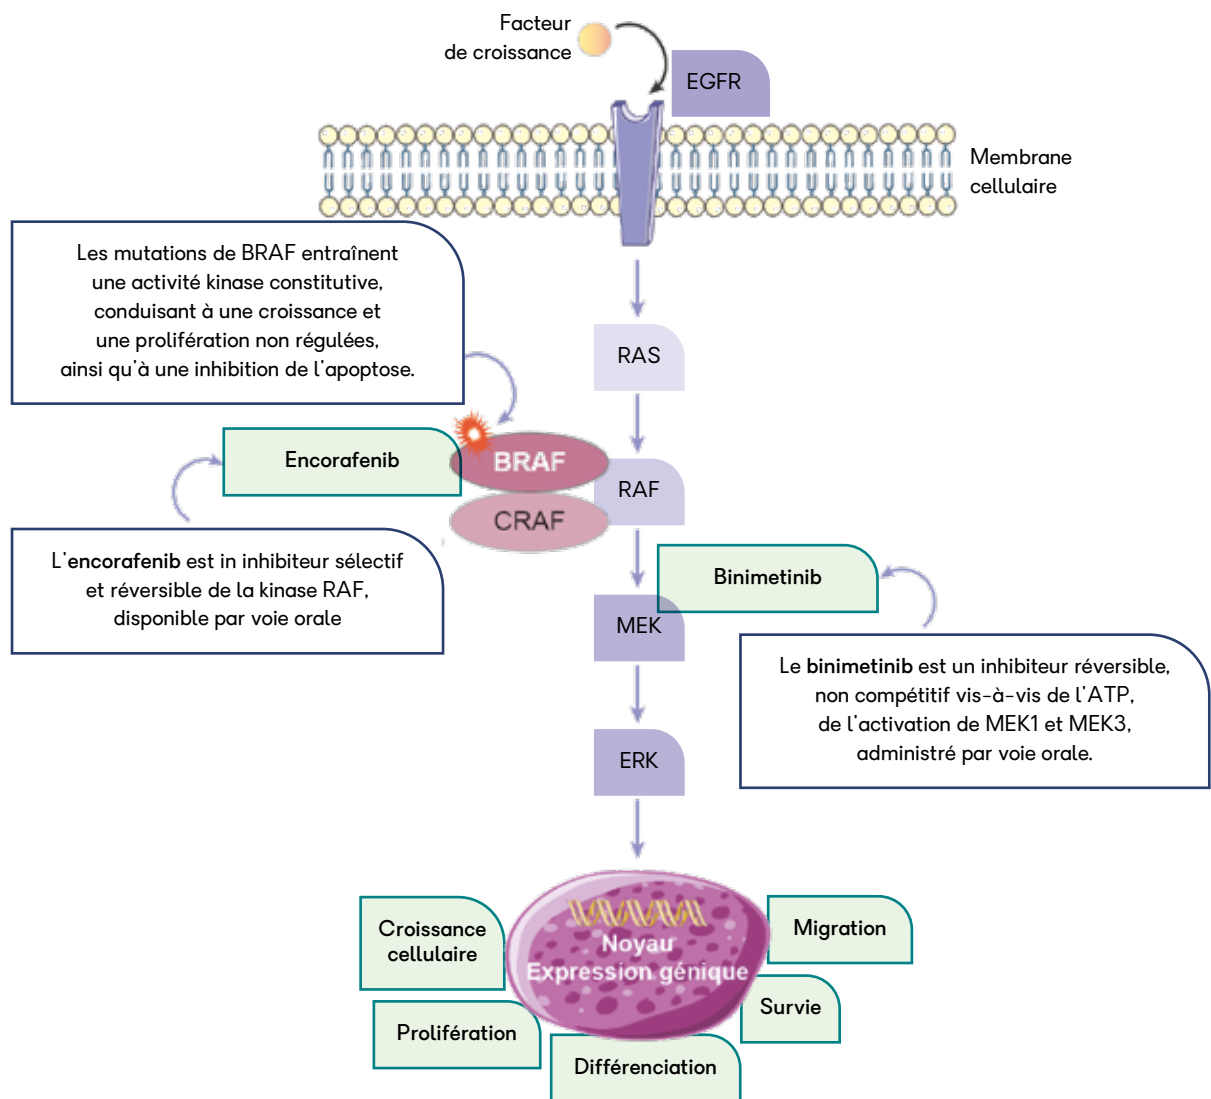 Facteur
de croissance
EGFR
Membrane
cellulaire
Les mutations de BRAF entraînent
une activité kinase constitutive,
conduisant à une croissance et
une prolifération non régulées,
ainsi qu'à une inhibition de l'apoptose.
RAS
Encorafenib
BRAF
RAF
CRAF
L'encorafenib est in inhibiteur sélectif
et réversible de la kinase RAF,
disponible par voie orale
Binimetinib
MEK
Le binimetinib est un inhibiteur réversible,
non compétitif vis-à-vis de l'ATP,
de l'activation de MEK1 et MEK3,
administré par voie orale.
ERK
Croissance
cellulaire
Noyau
Expression génique
Migration
Survie
Prolifération
Différenciation